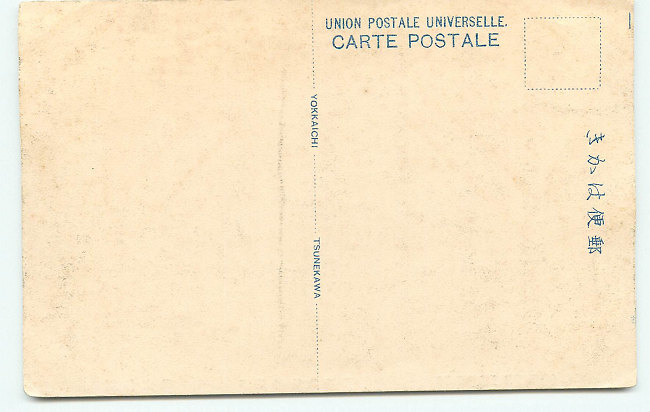 UNION POSTALE UNIVERSELLE.
CARTE POSTALE
YOKKAICHI TSUNEKAWA
郵便はかき